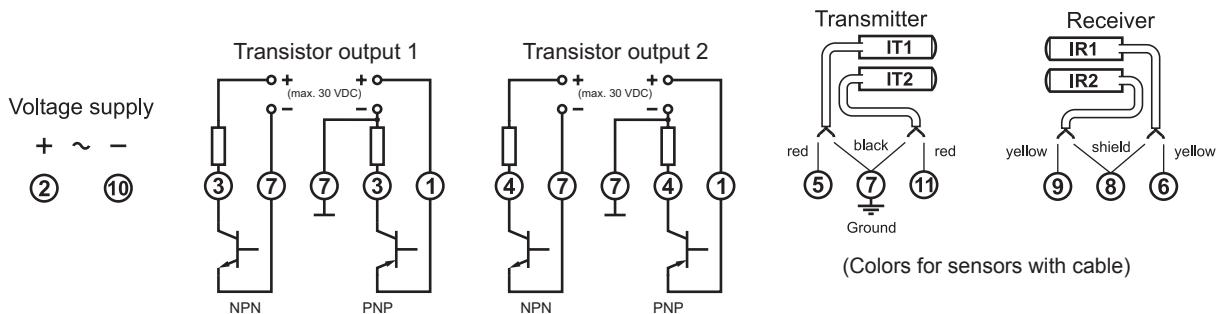 Voltage supply
+ ~ −
2 10
Transistor output 1
+ +
(max. 30 VDC)
− −
3 7 7 3 1
NPN PNP
Transistor output 2
+ +
(max. 30 VDC)
− −
4 7 7 4 1
NPN PNP
Transmitter
IT1
IT2
red black red
5 7 11
Ground
Receiver
IR1
IR2
yellow shield yellow
9 8 6
(Colors for sensors with cable)